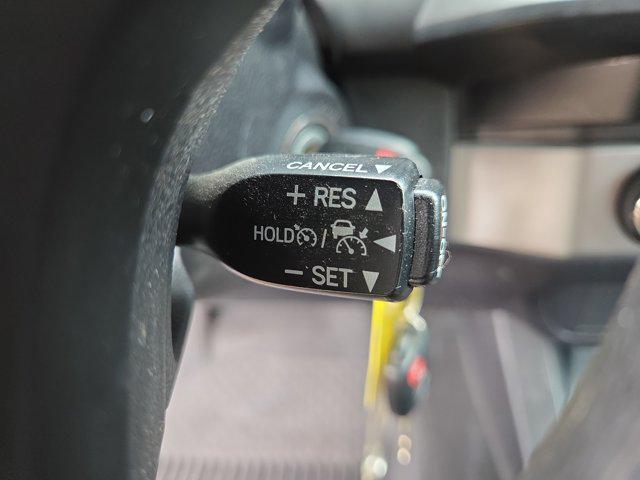 CANCEL▼
+ RES ▲
HOLD / ◀
− SET ▼